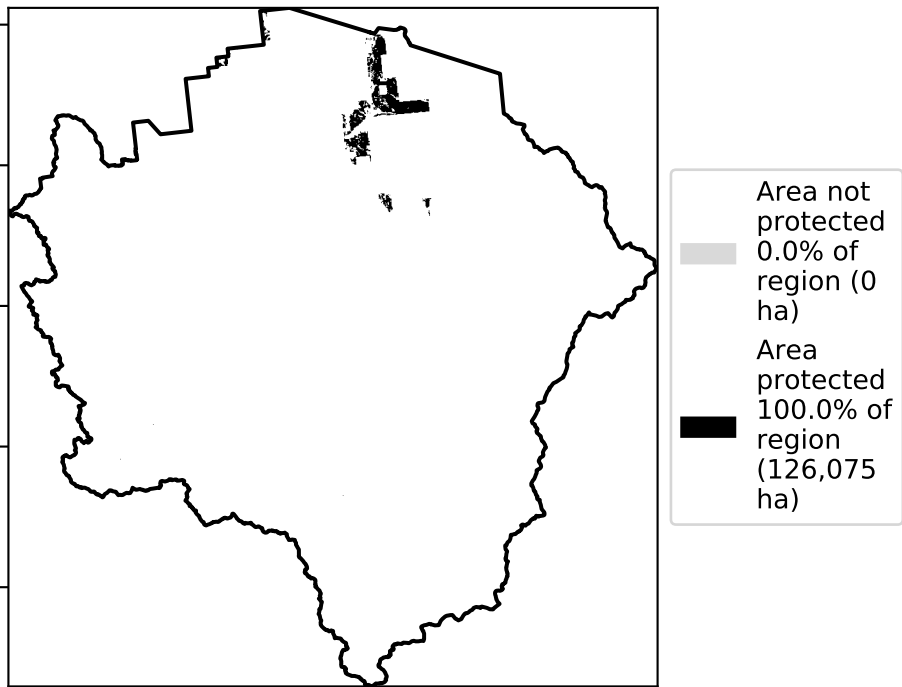 Area not
protected
0.0% of
region (0
ha)
Area
protected
100.0% of
region
(126,075
ha)